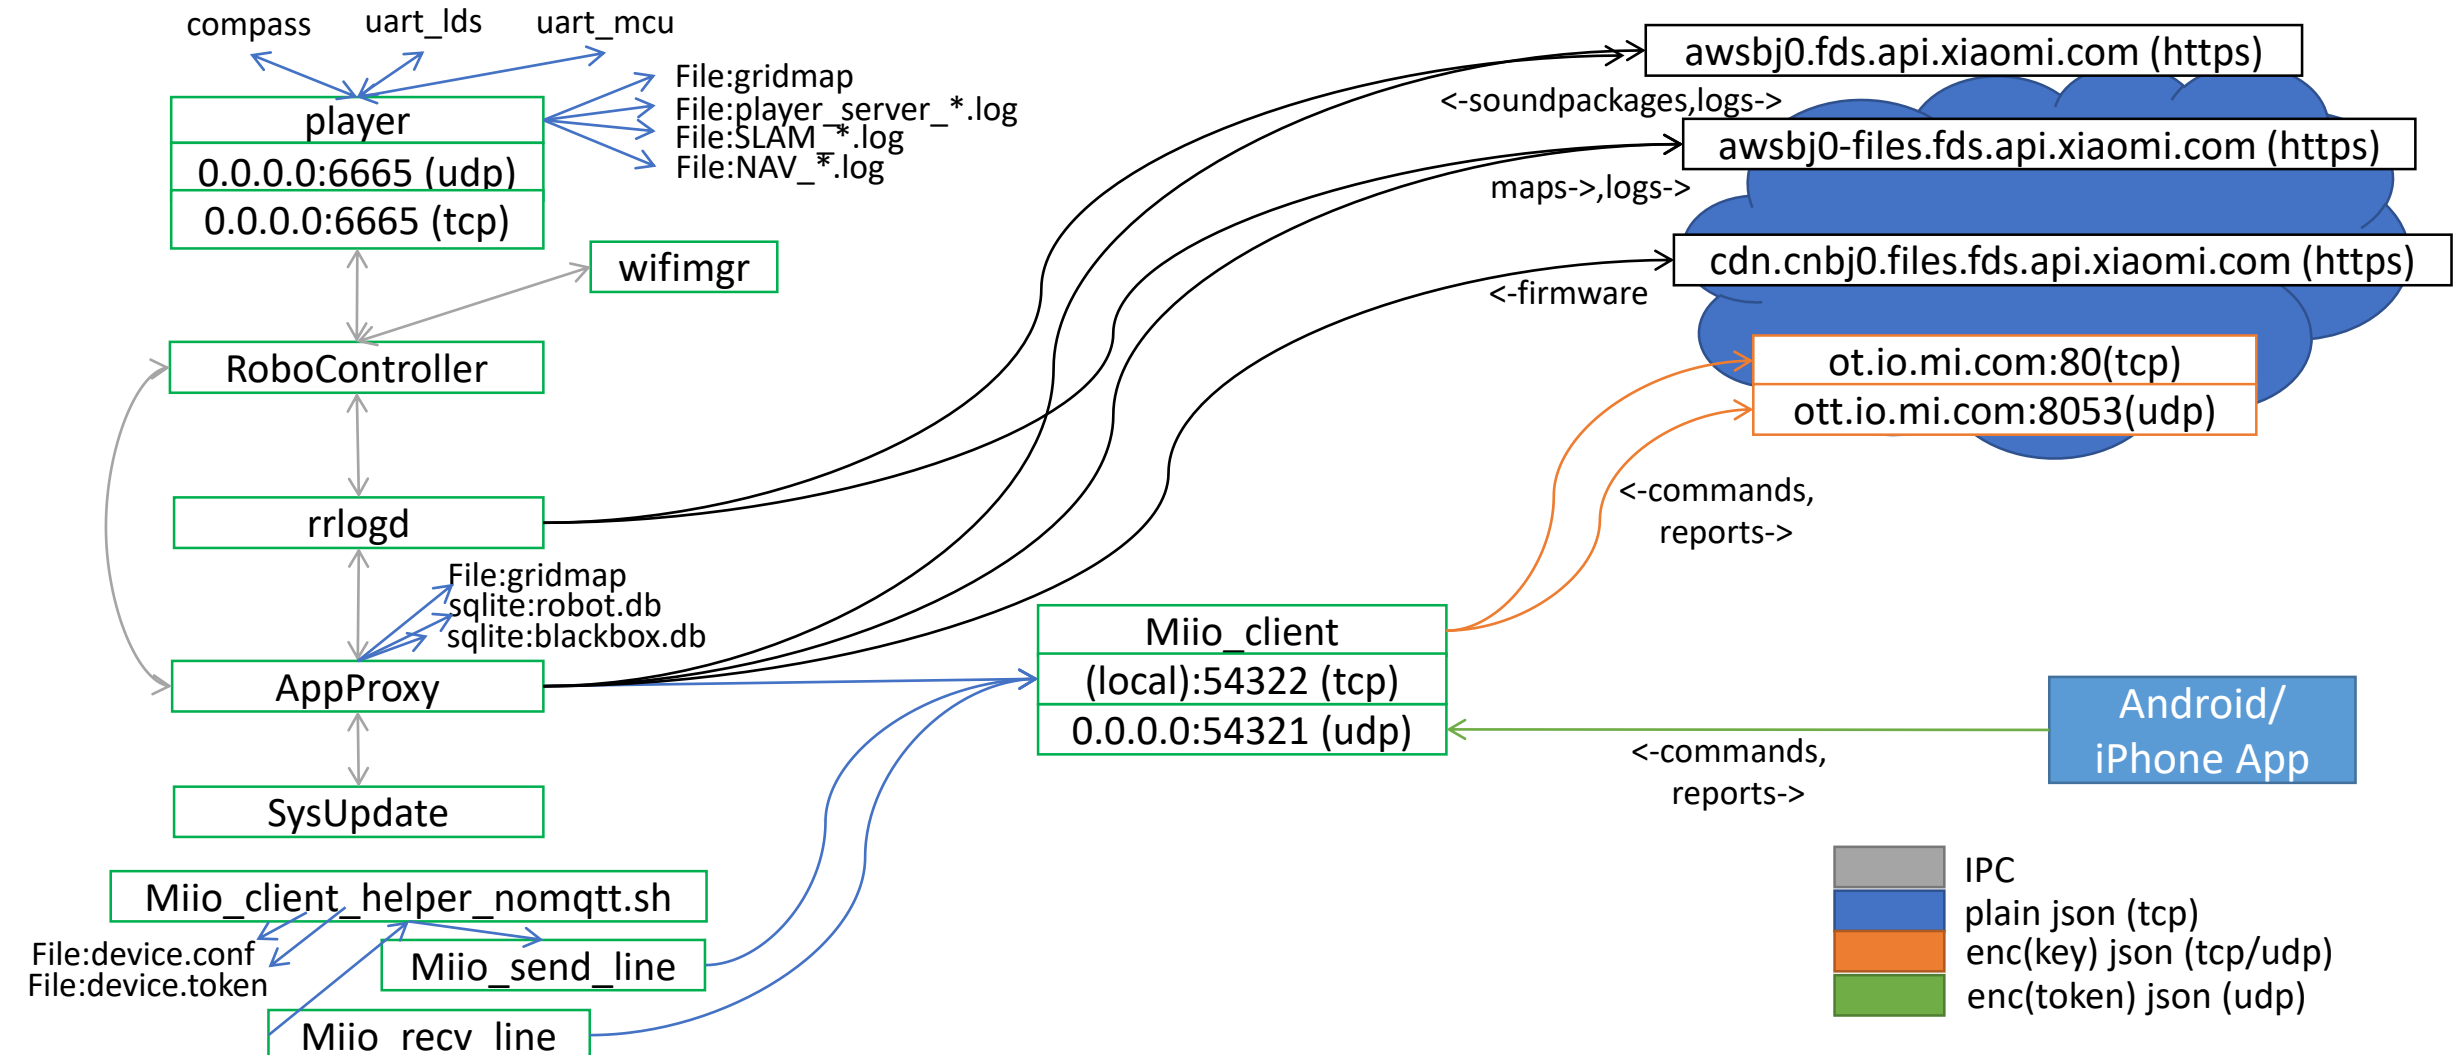 compass
uart_lds
uart_mcu
File:gridmap
File:player_server_*.log
File:SLAM_*.log
File:NAV_*.log
player
0.0.0.0:6665 (udp)
0.0.0.0:6665 (tcp)
wifimgr
RoboController
rrlogd
File:gridmap
sqlite:robot.db
sqlite:blackbox.db
AppProxy
SysUpdate
Miio_client_helper_nomqtt.sh
File:device.conf
File:device.token
Miio_send_line
Miio_recv_line
awsbj0.fds.api.xiaomi.com (https)
<-soundpackages,logs->
awsbj0-files.fds.api.xiaomi.com (https)
maps->,logs->
cdn.cnbj0.files.fds.api.xiaomi.com (https)
<-firmware
ot.io.mi.com:80(tcp)
ott.io.mi.com:8053(udp)
<-commands,
reports->
Miio_client
(local):54322 (tcp)
0.0.0.0:54321 (udp)
Android/
iPhone App
<-commands,
reports->
IPC
plain json (tcp)
enc(key) json (tcp/udp)
enc(token) json (udp)